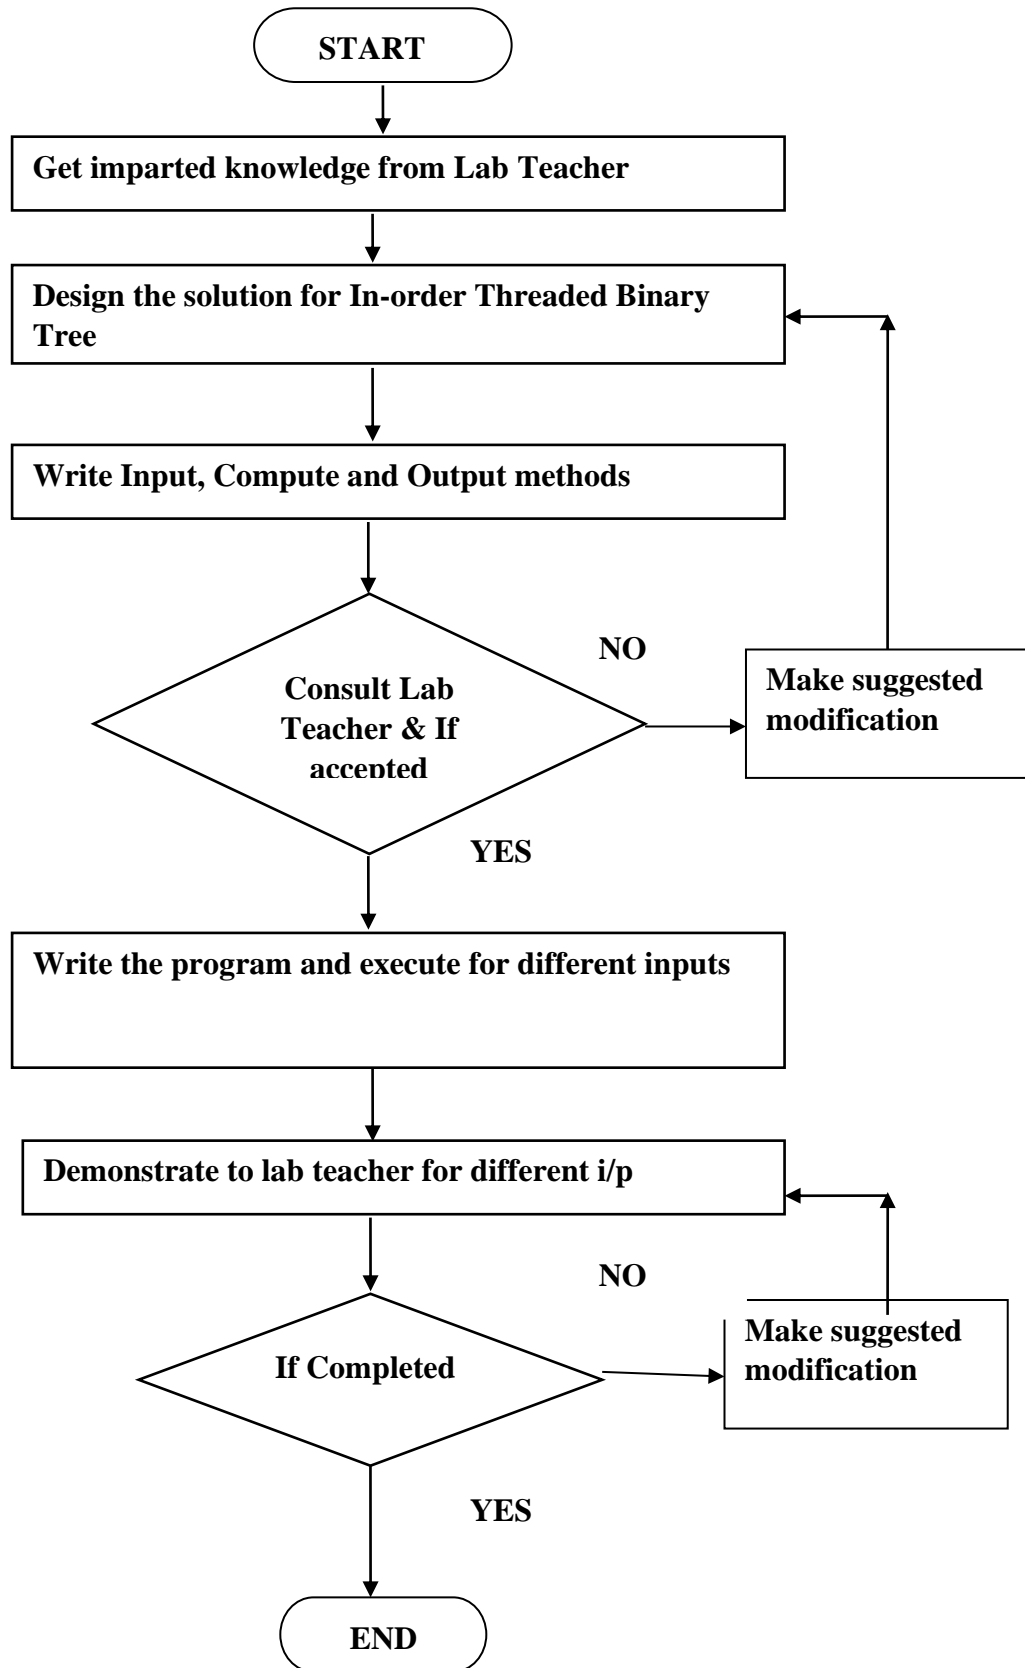 START
Get imparted knowledge from Lab Teacher
Design the solution for In-order Threaded Binary
Tree
Write Input, Compute and Output methods
NO
Consult Lab
Teacher & If
accepted
Make suggested
modification
YES
Write the program and execute for different inputs
Demonstrate to lab teacher for different i/p
NO
If Completed
Make suggested
modification
YES
END